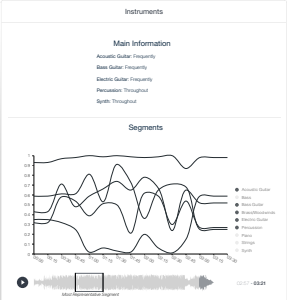 Instruments
Main Information
Acoustic Guitar: Frequently
Bass Guitar: Frequently
Electric Guitar: Frequently
Percussion: Throughout
Synth: Throughout
Segments
1
0.9
0.8
0.7
0.6
0.5
0.4
0.3
0.2
0.1
0
Acoustic Guitar
Bass
Bass Guitar
Electric Guitar
Percussion
Piano
Strings
Synth
03:21
Most Representative segment